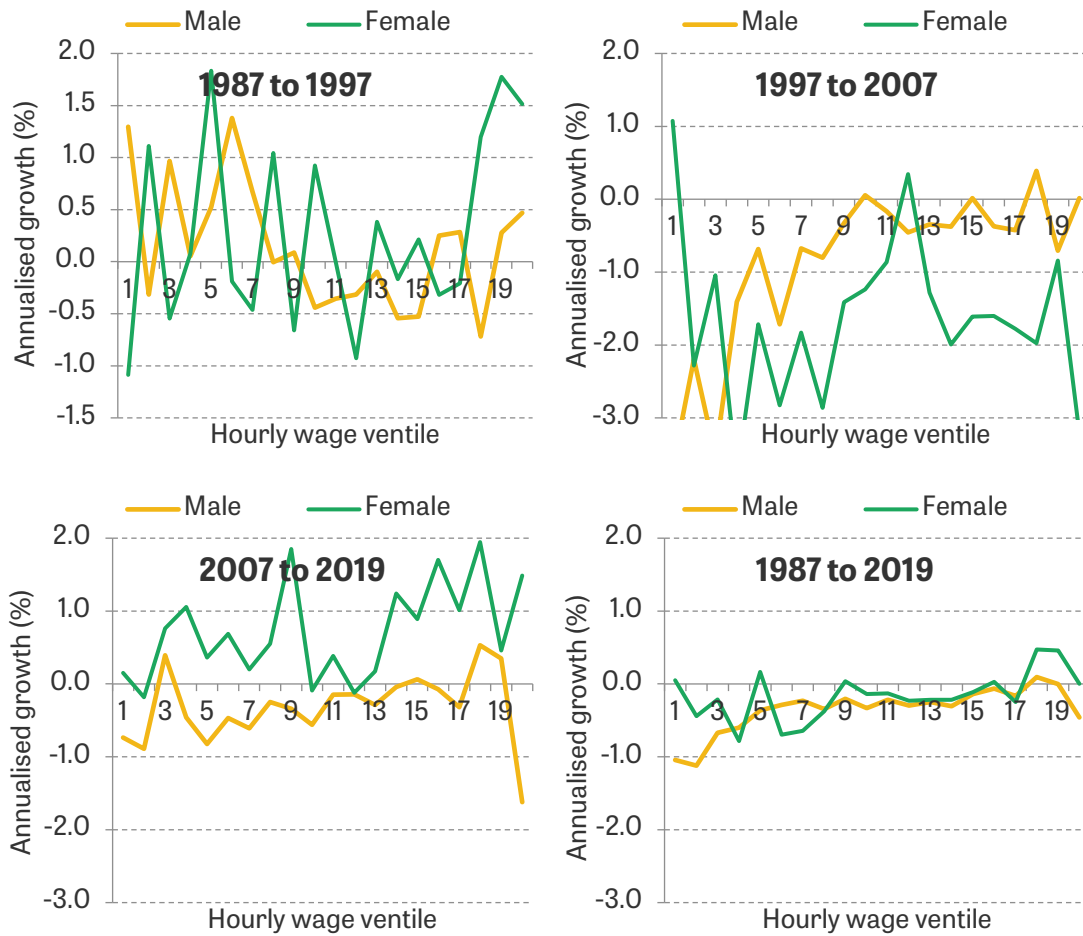 Male Female
2.0
1987 to 1997
1.5
1.0
0.5
0.0
1 3 5 7 9 11 13 15 17 19
-0.5
-1.0
-1.5
Annualised growth (%)
Hourly wage ventile
Male Female
2.0
1997 to 2007
1.0
0.0
1 3 5 7 9 11 13 15 17 19
-1.0
-2.0
-3.0
Annualised growth (%)
Hourly wage ventile
Male Female
2.0
2007 to 2019
1.0
0.0
1 3 5 7 9 11 13 15 17 19
-1.0
-2.0
-3.0
Annualised growth (%)
Hourly wage ventile
Male Female
2.0
1987 to 2019
1.0
0.0
1 3 5 7 9 11 13 15 17 19
-1.0
-2.0
-3.0
Annualised growth (%)
Hourly wage ventile